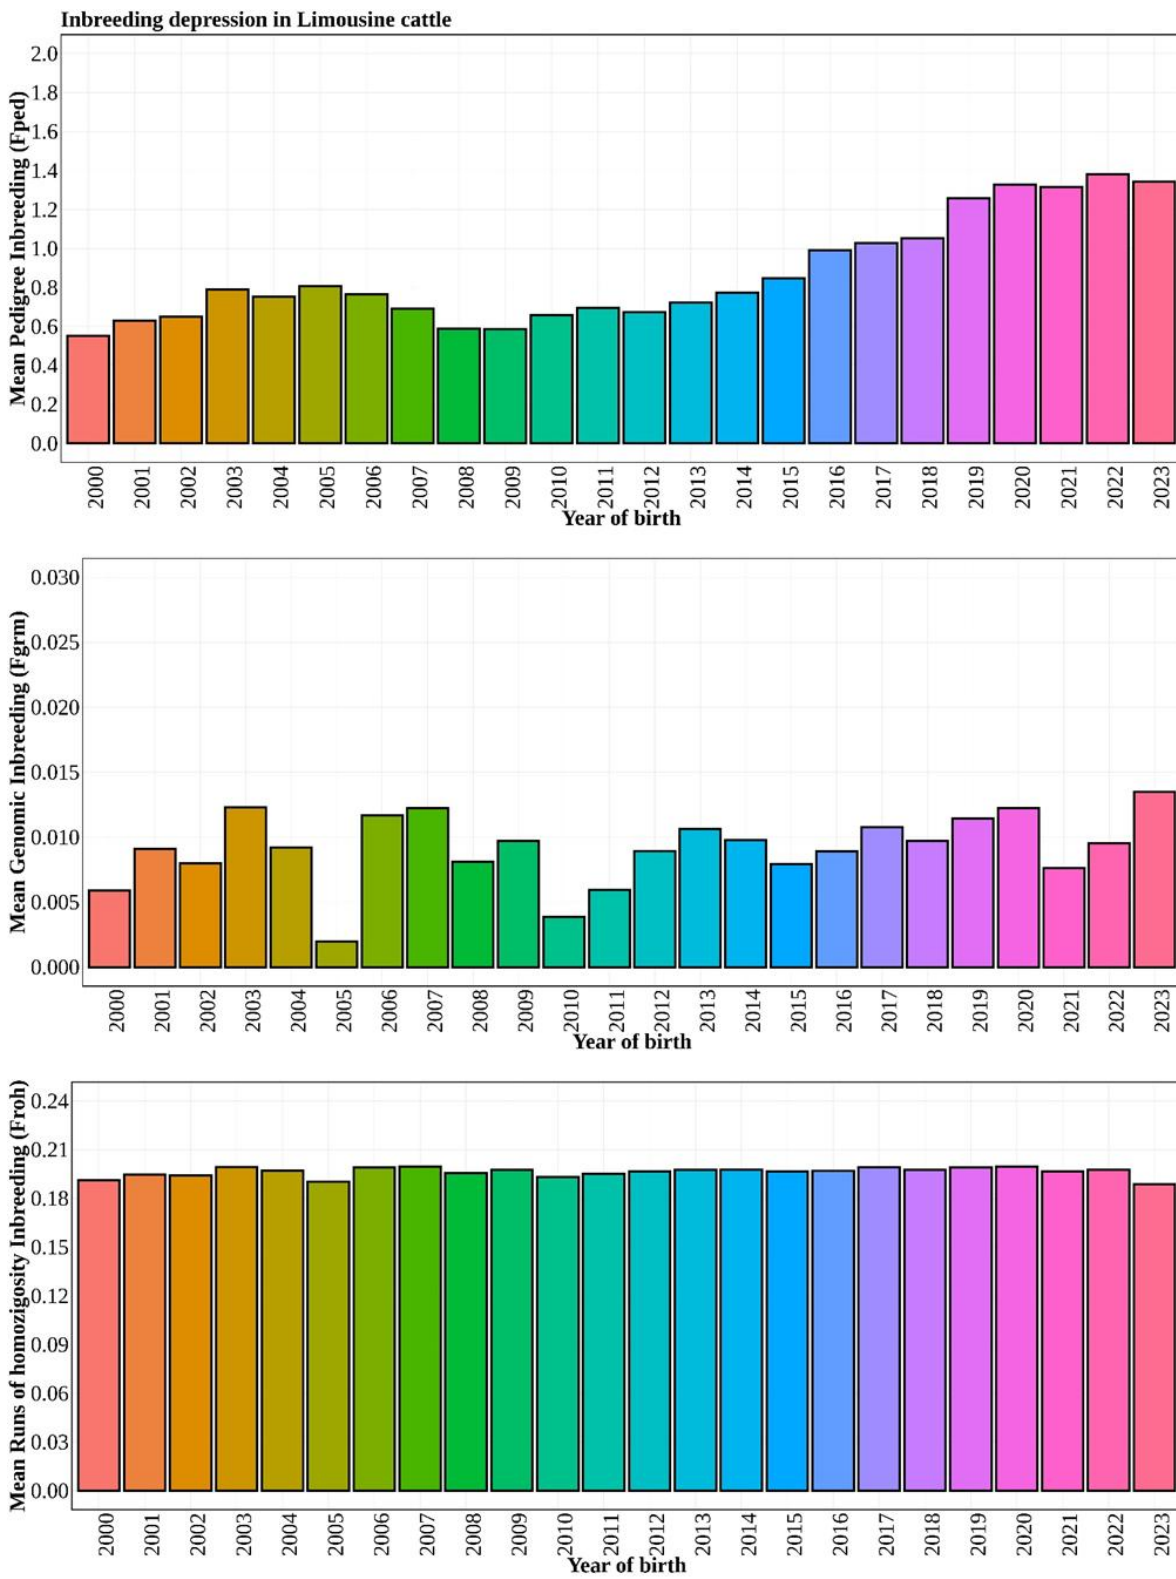 Inbreeding depression in Limousine cattle
Mean Pedigree Inbreeding (Fped)
2.0
1.8
1.6
1.4
1.2
1.0
0.8
0.6
0.4
0.2
0.0
2000 2001 2002 2003 2004 2005 2006 2007 2008 2009 2010 2011 2012 2013 2014 2015 2016 2017 2018 2019 2020 2021 2022 2023
Year of birth
Mean Genomic Inbreeding (Fgrm)
0.030
0.025
0.020
0.015
0.010
0.005
0.000
2000 2001 2002 2003 2004 2005 2006 2007 2008 2009 2010 2011 2012 2013 2014 2015 2016 2017 2018 2019 2020 2021 2022 2023
Year of birth
Mean Runs of homozigosity Inbreeding (Froh)
0.24
0.21
0.18
0.15
0.12
0.09
0.06
0.03
0.00
2000 2001 2002 2003 2004 2005 2006 2007 2008 2009 2010 2011 2012 2013 2014 2015 2016 2017 2018 2019 2020 2021 2022 2023
Year of birth